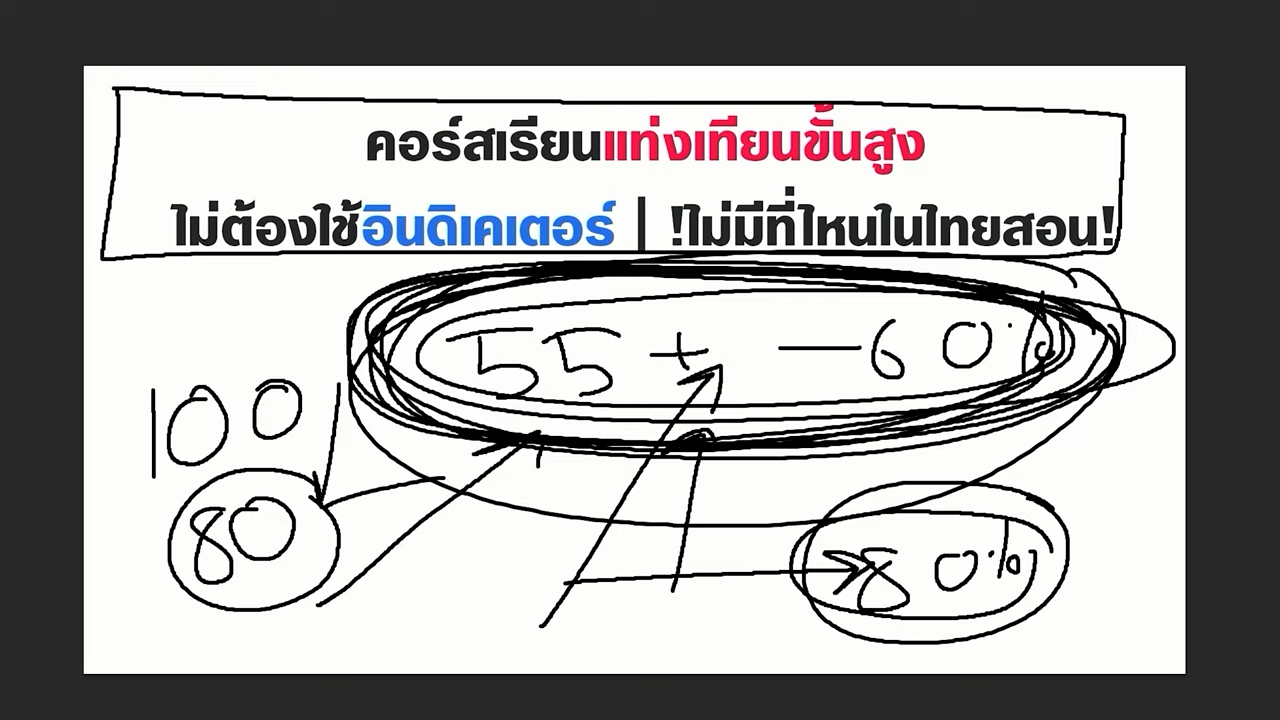 คอร์สเรียนแท่งเทียนขั้นสูง
ไม่ต้องใช้อินดิเคเตอร์ | !ไม่มีที่ไหนในไทยสอน!
55+ — 60%
100
80
80%